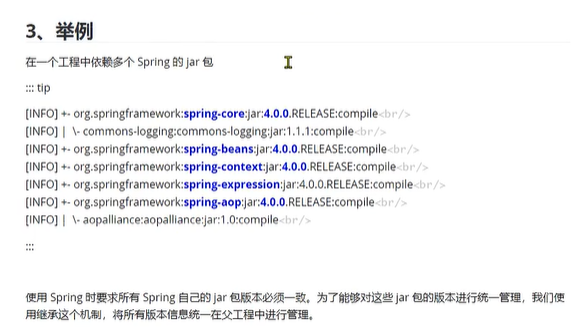 3、举例
在一个工程中依赖多个 Spring 的 jar 包
::: tip
[INFO] +- org.springframework:spring-core:jar:4.0.0.RELEASE:compile<br/>
[INFO] | \- commons-logging:commons-logging:jar:1.1.1:compile<br/>
[INFO] +- org.springframework:spring-beans:jar:4.0.0.RELEASE:compile<br/>
[INFO] +- org.springframework:spring-context:jar:4.0.0.RELEASE:compile<br/>
[INFO] +- org.springframework:spring-expression:jar:4.0.0.RELEASE:compile<br/>
[INFO] +- org.springframework:spring-aop:jar:4.0.0.RELEASE:compile<br/>
[INFO] | \- aopalliance:aopalliance:jar:1.0:compile<br/>
:::
使用 Spring 时要求所有 Spring 自己的 jar 包版本必须一致。为了能够对这些 jar 包的版本进行统一管理，我们使
用继承这个机制，将所有版本信息统一在父工程中进行管理。